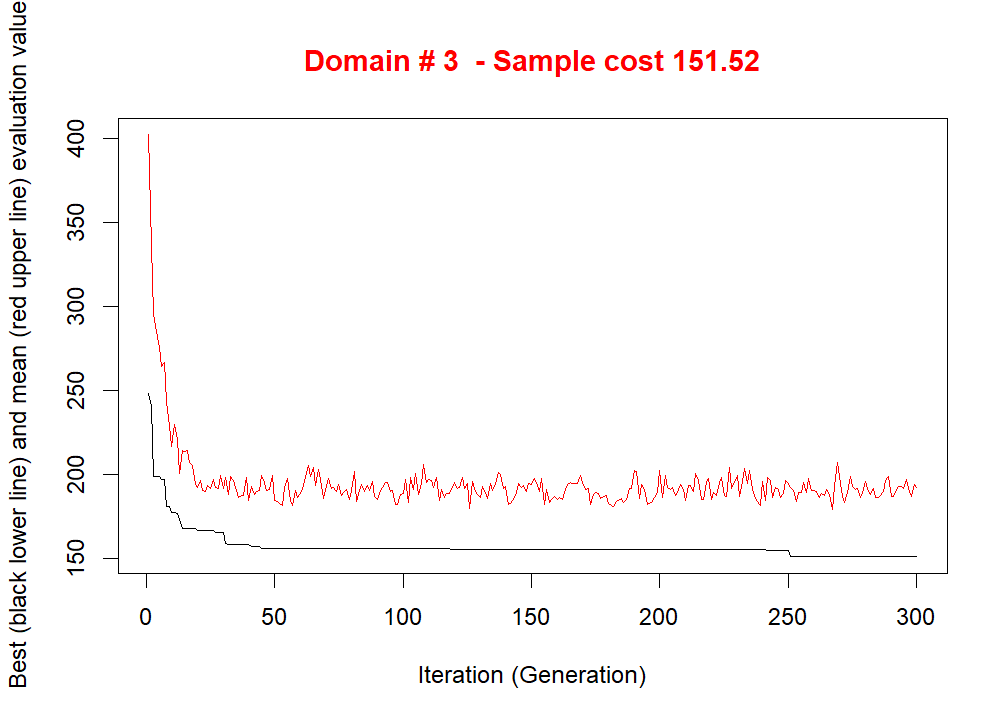 Domain # 3  - Sample cost 151.52
Best (black lower line) and mean (red upper line) evaluation value
400
350
300
250
200
150
0 50 100 150 200 250 300
Iteration (Generation)